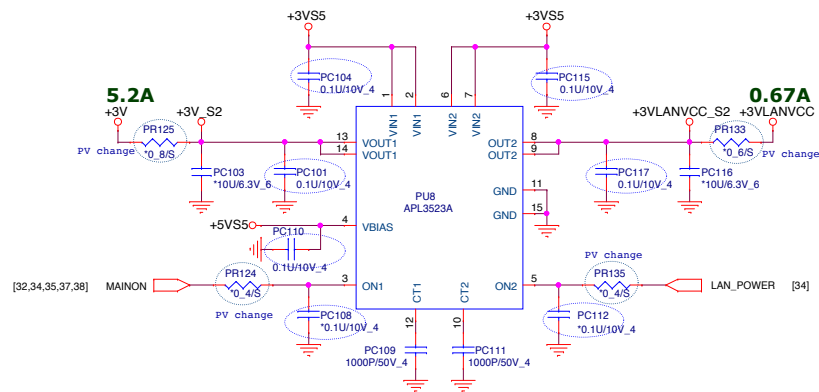 +3VS5
+3VS5
PC104
0.1U/10V_4
PC115
0.1U/10V_4
1
2
6
7
VIN1
VIN1
VIN2
VIN2
5.2A
+3V
+3V_S2
PR125
*0_8/S
PV change
PC103
*10U/6.3V_6
PC101
0.1U/10V_4
13
14
VOUT1
VOUT1
OUT2
OUT2
8
9
0.67A
+3VLANVCC_S2
+3VLANVCC
PR133
*0_6/S
PV change
PC117
0.1U/10V_4
PC116
*10U/6.3V_6
PU8
APL3523A
GND
11
GND
15
+5VS5
4
VBIAS
PC110
0.1U/10V_4
[32,34,35,37,38]
MAINON
PR124
*0_4/S
PV change
3
ON1
PC108
*0.1U/10V_4
CT1
CT2
12
10
PC109
1000P/50V_4
PC111
1000P/50V_4
ON2
5
PV change
PR135
*0_4/S
LAN_POWER
[34]
PC112
*0.1U/10V_4